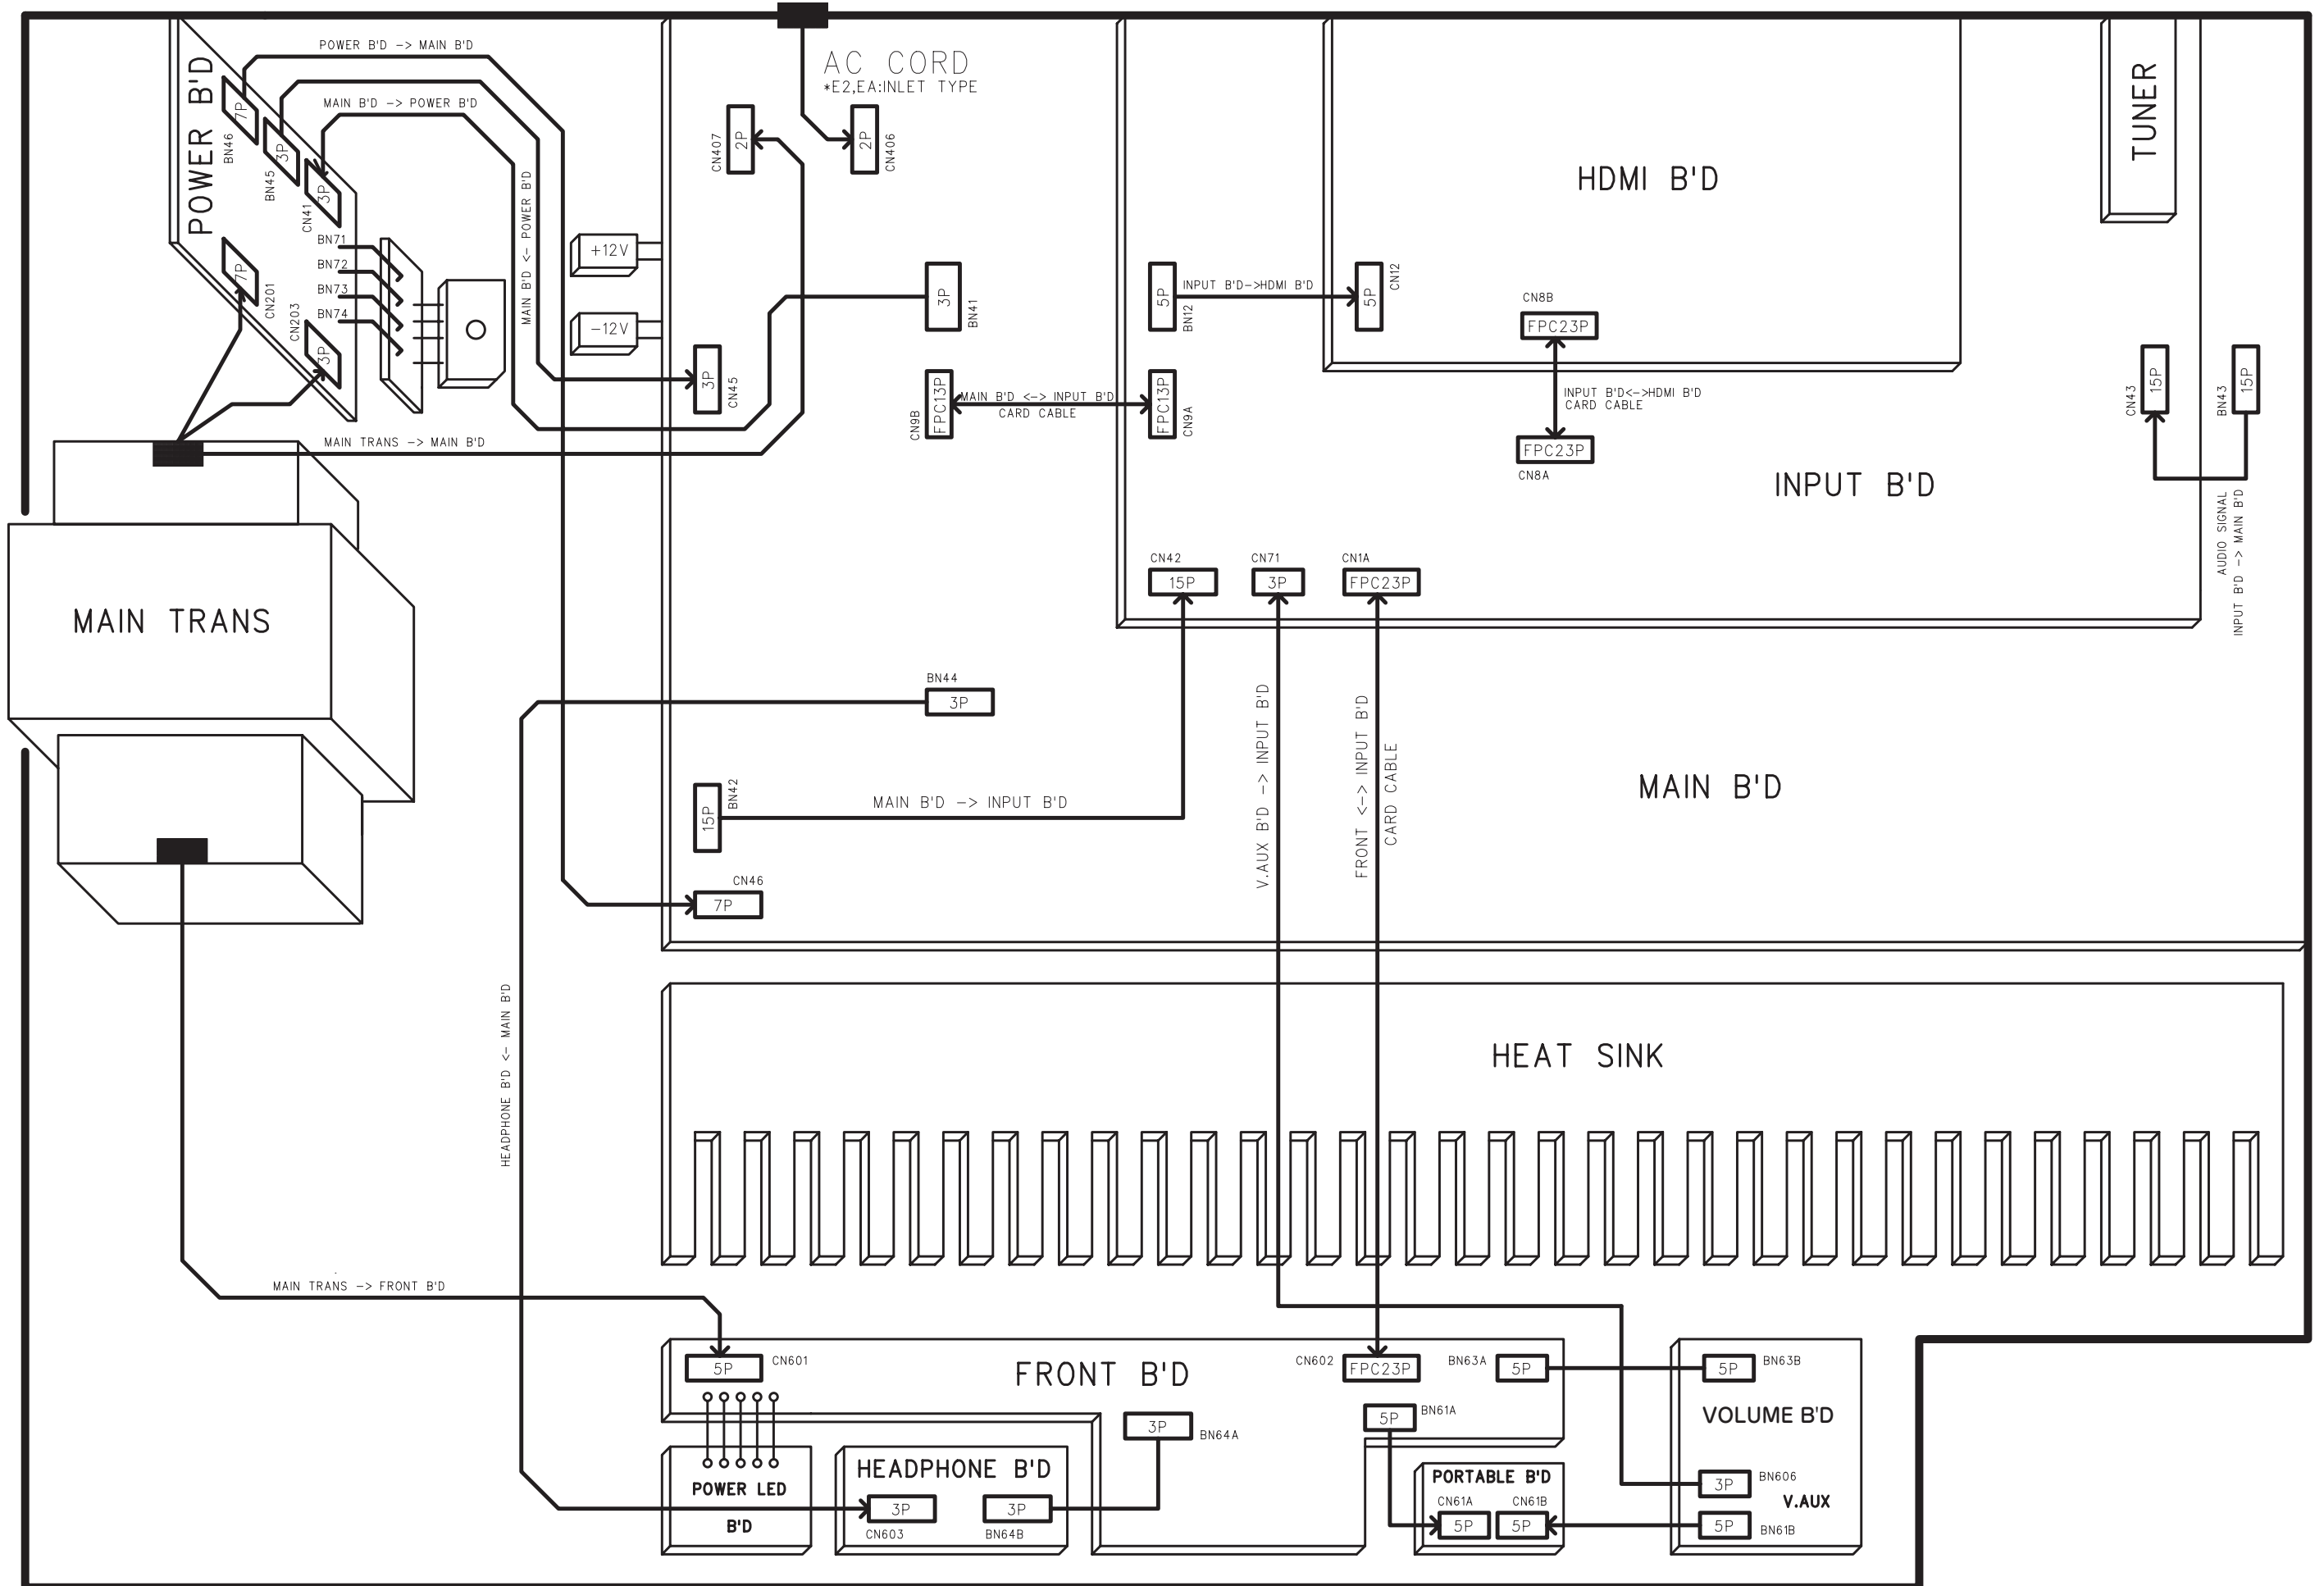 POWER B'D -> MAIN B'D
AC CORD
*E2,EA:INLET TYPE
POWER B'D
7P
BN46
3P
BN45
MAIN B'D -> POWER B'D
3P
CN41
MAIN B'D <- POWER B'D
2P
CN407
2P
CN406
HDMI B'D
TUNER
BN71
BN72
BN73
BN74
7P
CN201
CN203
3P
+12V
-12V
3P
CN45
3P
BN41
5P
BN12
INPUT B'D->HDMI B'D
5P
CN12
CN8B
FPC23P
INPUT B'D<->HDMI B'D
CARD CABLE
FPC23P
CN8A
CN9B
FPC13P
MAIN B'D <-> INPUT B'D
CARD CABLE
FPC13P
CN9A
CN43
15P
BN43
15P
MAIN TRANS -> MAIN B'D
INPUT B'D
AUDIO SIGNAL
INPUT B'D -> MAIN B'D
CN42
15P
CN71
3P
CN1A
FPC23P
MAIN TRANS
BN44
3P
V.AUX B'D -> INPUT B'D
FRONT <-> INPUT B'D
CARD CABLE
MAIN B'D
15P
BN42
MAIN B'D -> INPUT B'D
CN46
7P
HEADPHONE B'D <- MAIN B'D
HEAT SINK
MAIN TRANS -> FRONT B'D
5P
CN601
FRONT B'D
CN602
FPC23P
BN63A
5P
5P
BN63B
5P
BN61A
3P
BN64A
VOLUME B'D
POWER LED
B'D
HEADPHONE B'D
3P
CN603
3P
BN64B
PORTABLE B'D
CN61A
CN61B
5P
5P
3P
BN606
V.AUX
5P
BN61B